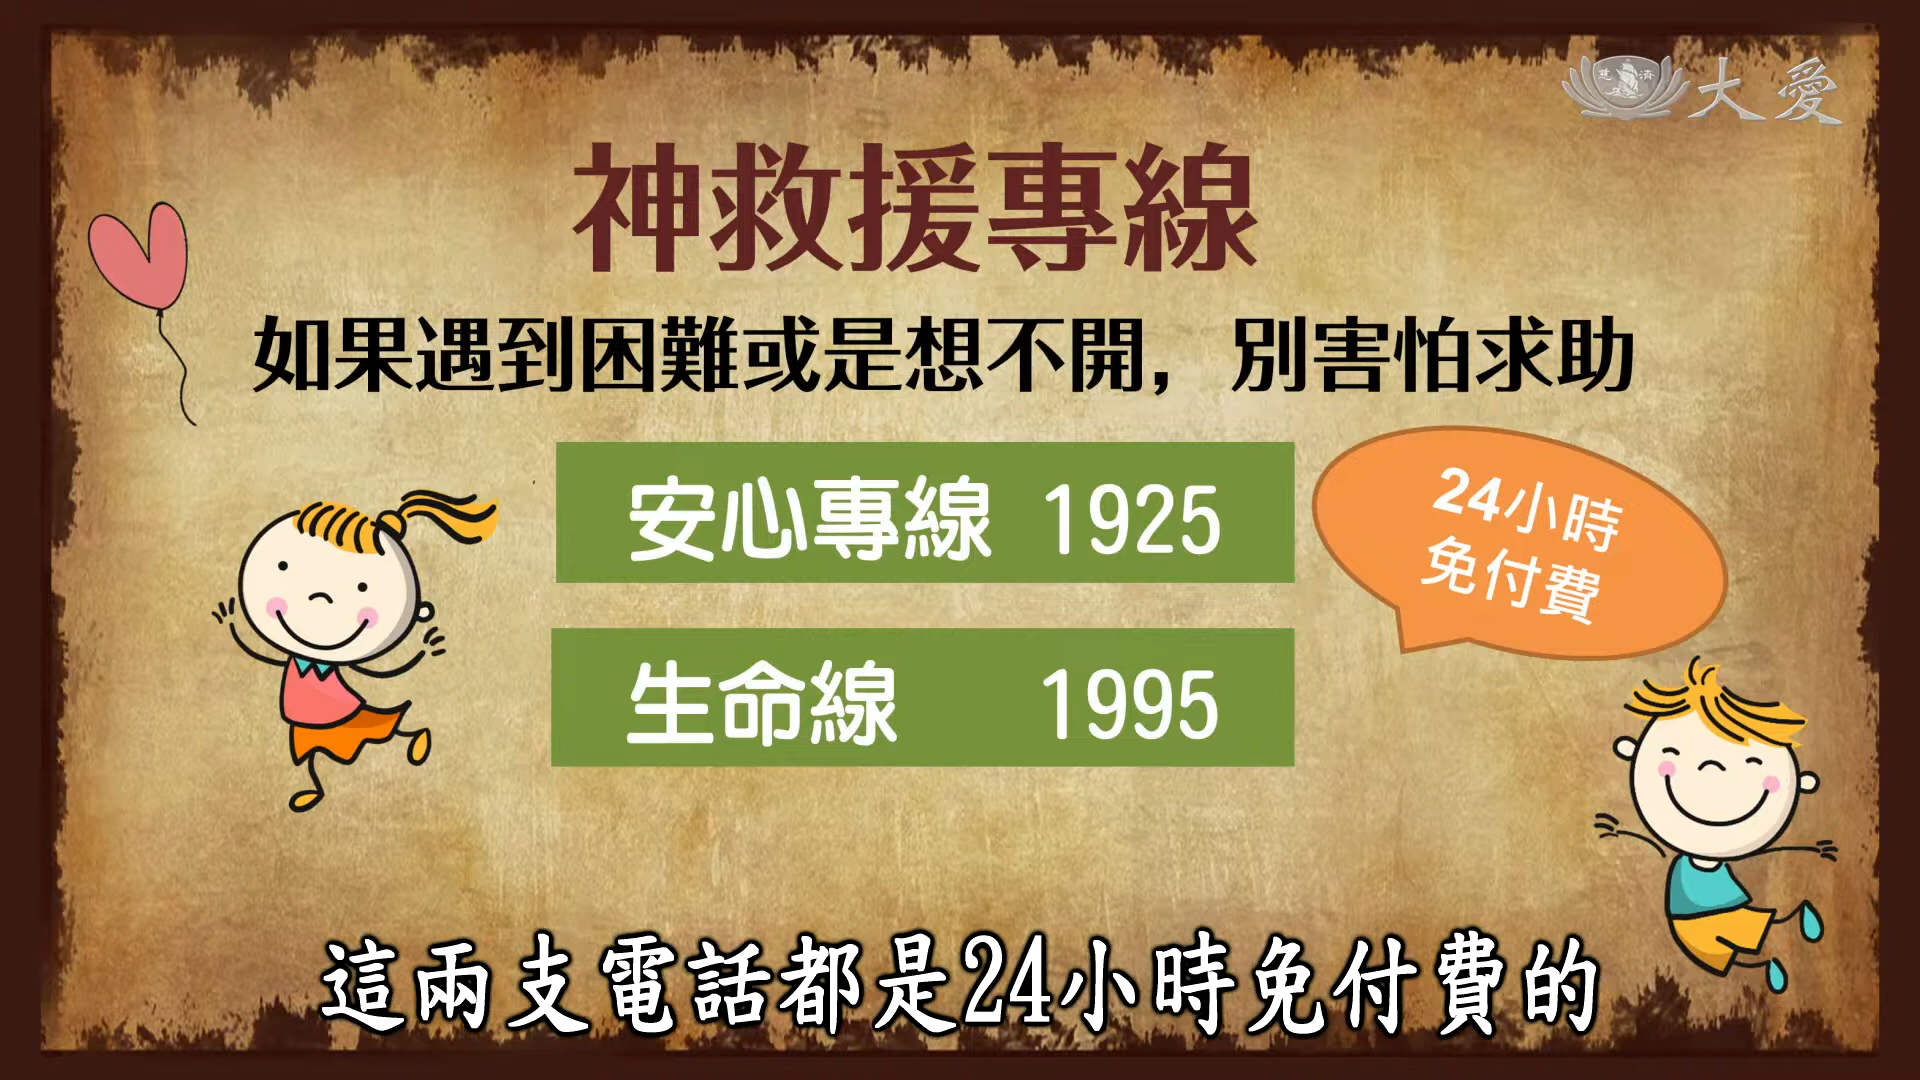 慈濟
大愛
神救援專線
如果遇到困難或是想不開，別害怕求助
安心專線 1925
24小時
免付費
生命線 1995
這兩支電話都是24小時免付費的